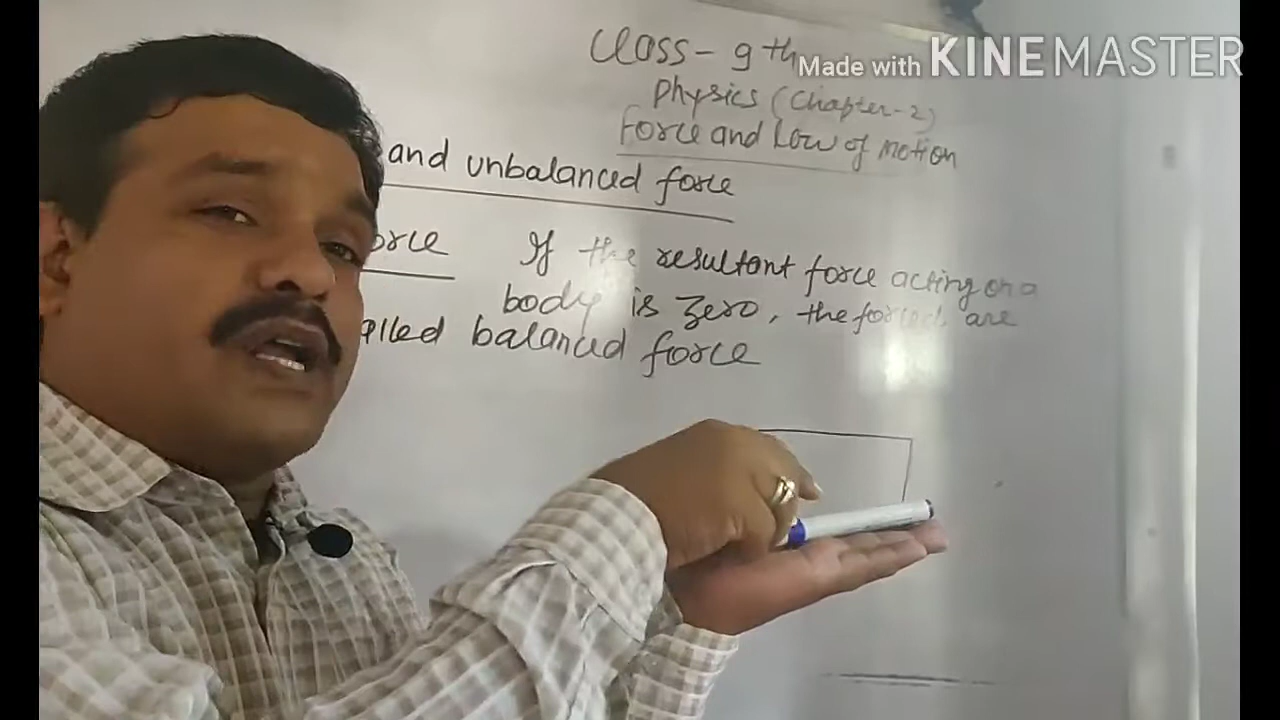 Class - 9th
Made with KINEMASTER
Physics (Chapter-2)
Force and Low of Motion
and unbalanced force
orce If the resultant force acting on a
body is zero, the forces are
alled balanced force